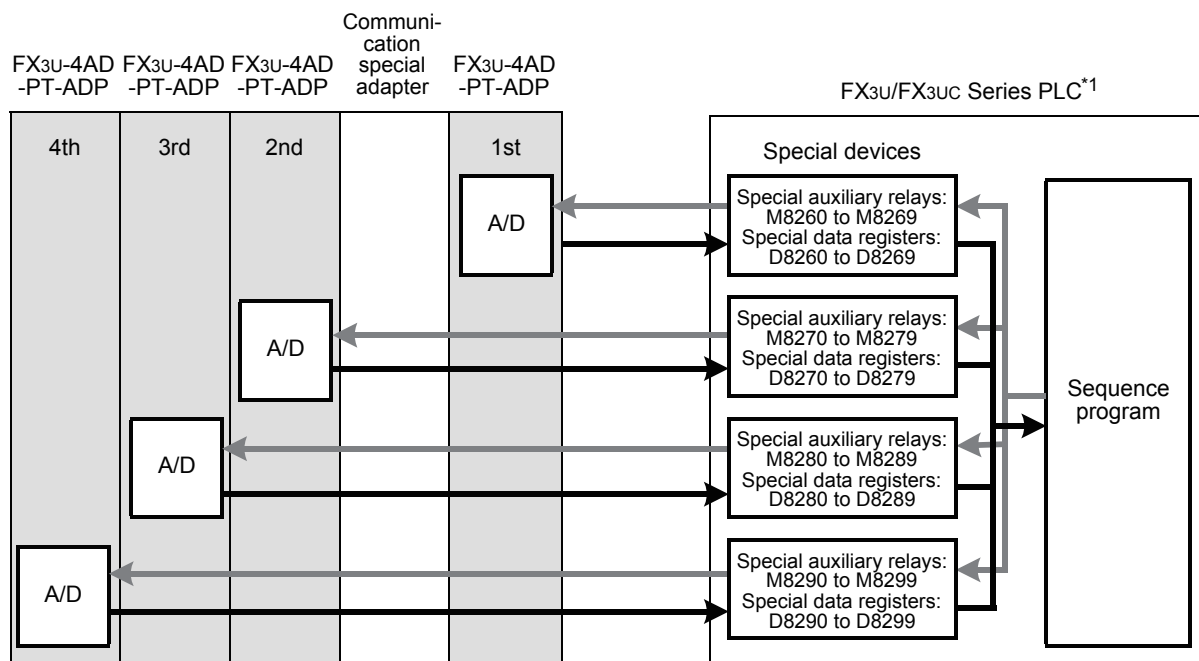 Communi-
cation
special
adapter
FX3U-4AD
-PT-ADP
FX3U-4AD
-PT-ADP
FX3U-4AD
-PT-ADP
FX3U-4AD
-PT-ADP
FX3U/FX3UC Series PLC*1
4th
3rd
2nd
1st
Special devices
A/D
Special auxiliary relays:
M8260 to M8269
Special data registers:
D8260 to D8269
A/D
Special auxiliary relays:
M8270 to M8279
Special data registers:
D8270 to D8279
Sequence
program
A/D
Special auxiliary relays:
M8280 to M8289
Special data registers:
D8280 to D8289
A/D
Special auxiliary relays:
M8290 to M8299
Special data registers:
D8290 to D8299